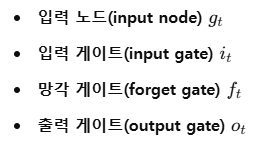 • 입력 노드(input node) g_t
• 입력 게이트(input gate) i_t
• 망각 게이트(forget gate) f_t
• 출력 게이트(output gate) o_t